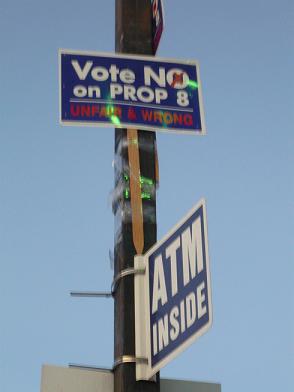 Vote NO
on PROP 8
UNFAIR & WRONG
ATM
INSIDE